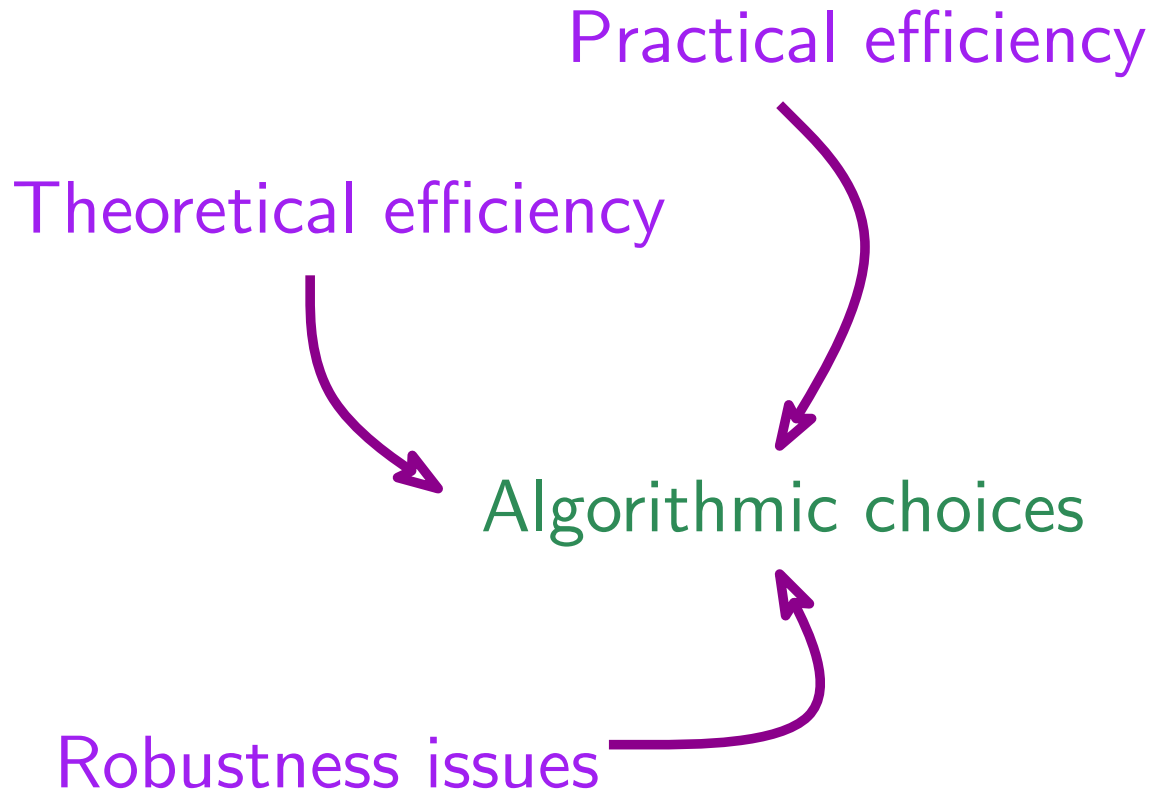 Practical efficiency
Theoretical efficiency
Algorithmic choices
Robustness issues